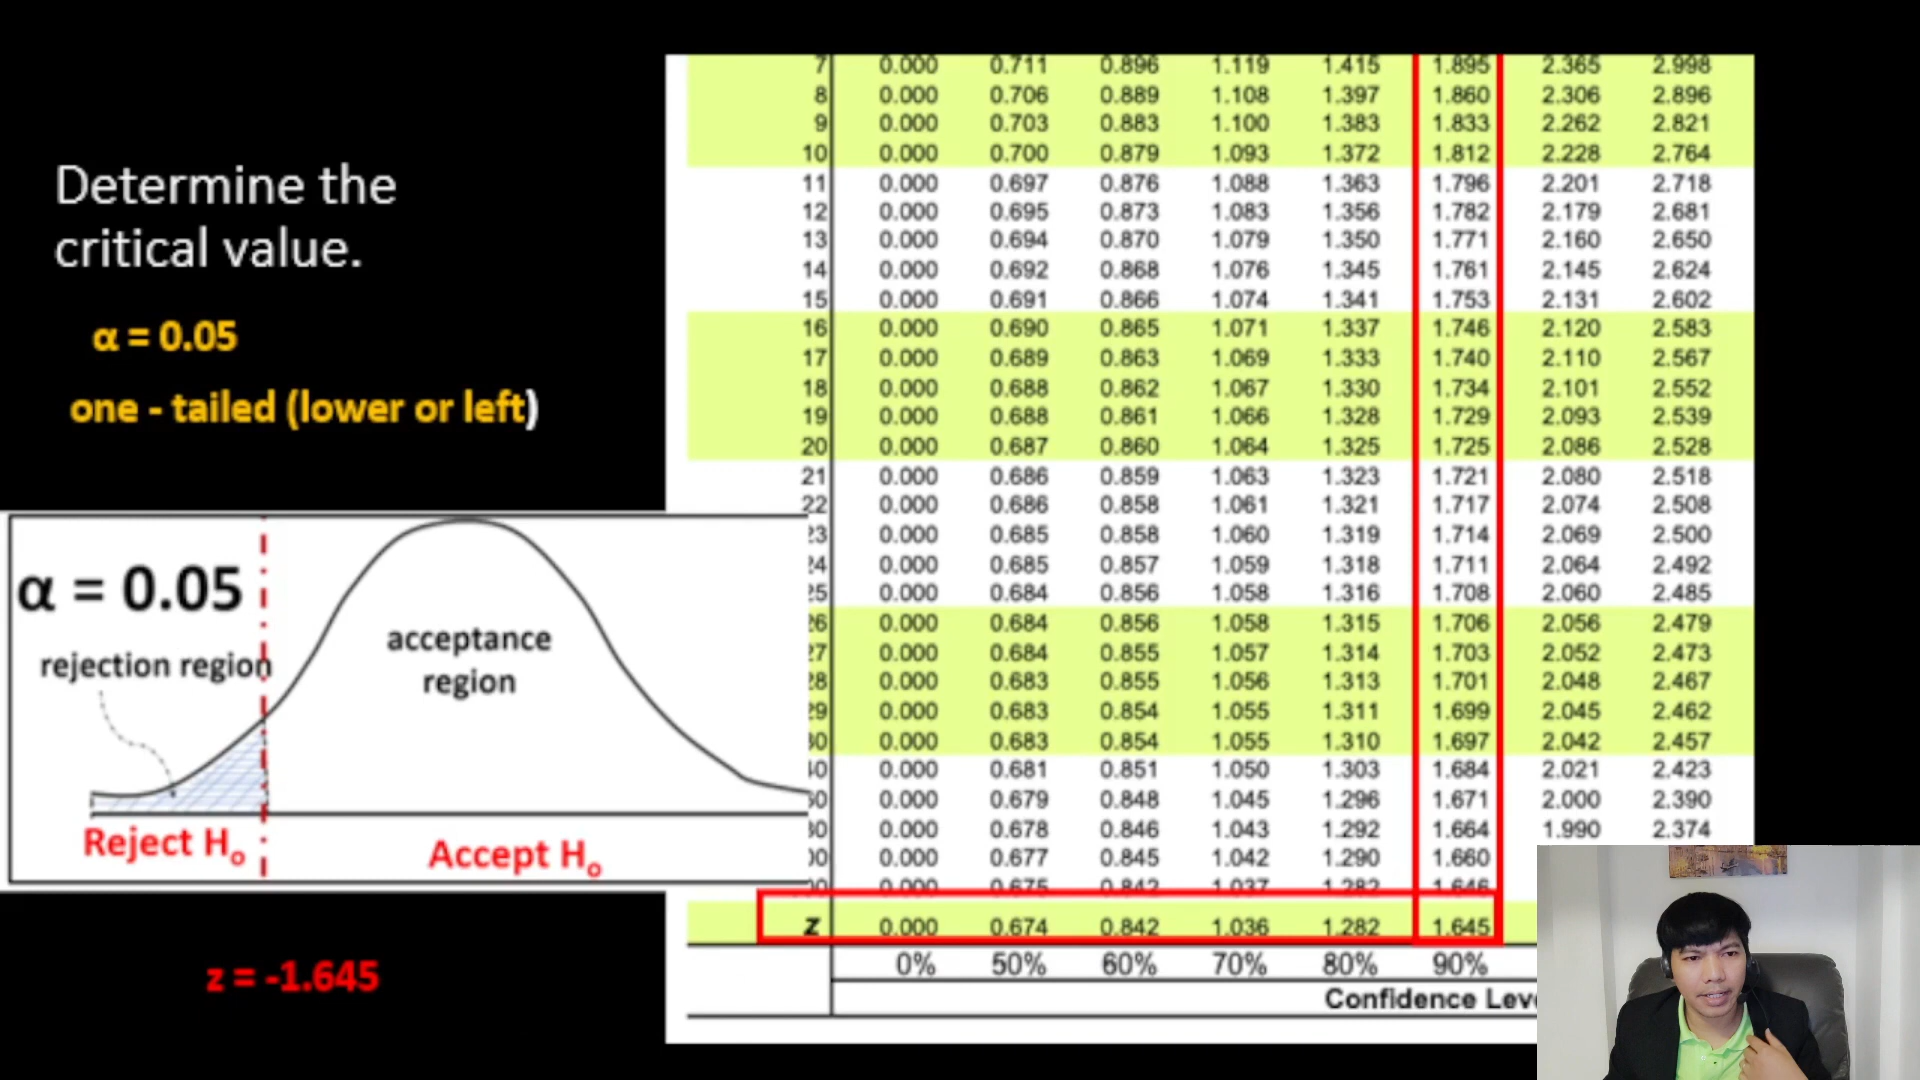 Determine the
critical value.
α = 0.05
one - tailed (lower or left)
α = 0.05
rejection region
acceptance
region
Reject Ho
Accept Ho
z = -1.645
7 0.000 0.711 0.896 1.119 1.415 1.895 2.365 2.998
8 0.000 0.706 0.889 1.108 1.397 1.860 2.306 2.896
9 0.000 0.703 0.883 1.100 1.383 1.833 2.262 2.821
10 0.000 0.700 0.879 1.093 1.372 1.812 2.228 2.764
11 0.000 0.697 0.876 1.088 1.363 1.796 2.201 2.718
12 0.000 0.695 0.873 1.083 1.356 1.782 2.179 2.681
13 0.000 0.694 0.870 1.079 1.350 1.771 2.160 2.650
14 0.000 0.692 0.868 1.076 1.345 1.761 2.145 2.624
15 0.000 0.691 0.866 1.074 1.341 1.753 2.131 2.602
16 0.000 0.690 0.865 1.071 1.337 1.746 2.120 2.583
17 0.000 0.689 0.863 1.069 1.333 1.740 2.110 2.567
18 0.000 0.688 0.862 1.067 1.330 1.734 2.101 2.552
19 0.000 0.688 0.861 1.066 1.328 1.729 2.093 2.539
20 0.000 0.687 0.860 1.064 1.325 1.725 2.086 2.528
21 0.000 0.686 0.859 1.063 1.323 1.721 2.080 2.518
22 0.000 0.686 0.858 1.061 1.321 1.717 2.074 2.508
0.000 0.685 0.858 1.060 1.319 1.714 2.069 2.500
0.000 0.685 0.857 1.059 1.318 1.711 2.064 2.492
0.000 0.684 0.856 1.058 1.316 1.708 2.060 2.485
0.000 0.684 0.856 1.058 1.315 1.706 2.056 2.479
0.000 0.684 0.855 1.057 1.314 1.703 2.052 2.473
0.000 0.683 0.855 1.056 1.313 1.701 2.048 2.467
0.000 0.683 0.854 1.055 1.311 1.699 2.045 2.462
0.000 0.683 0.854 1.055 1.310 1.697 2.042 2.457
0.000 0.681 0.851 1.050 1.303 1.684 2.021 2.423
0.000 0.679 0.848 1.045 1.296 1.671 2.000 2.390
0.000 0.678 0.846 1.043 1.292 1.664 1.990 2.374
0.000 0.677 0.845 1.042 1.290 1.660
0.000 0.675 0.842 1.037 1.282 1.646
z 0.000 0.674 0.842 1.036 1.282 1.645
0% 50% 60% 70% 80% 90%
Confidence Leve